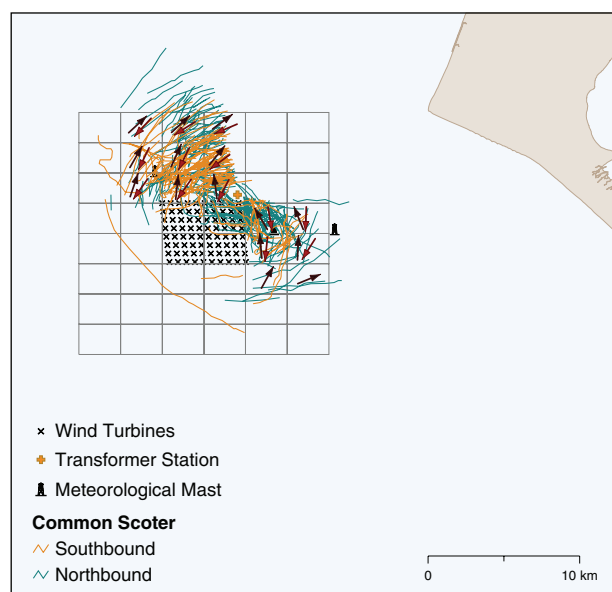 Wind Turbines
Transformer Station
Meteorological Mast
Common Scoter
Southbound
Northbound
0 10 km